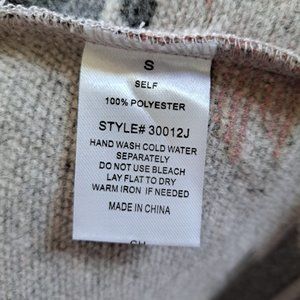 S
SELF
100% POLYESTER
STYLE# 30012J
HAND WASH COLD WATER
SEPARATELY
DO NOT USE BLEACH
LAY FLAT TO DRY
WARM IRON IF NEEDED
MADE IN CHINA